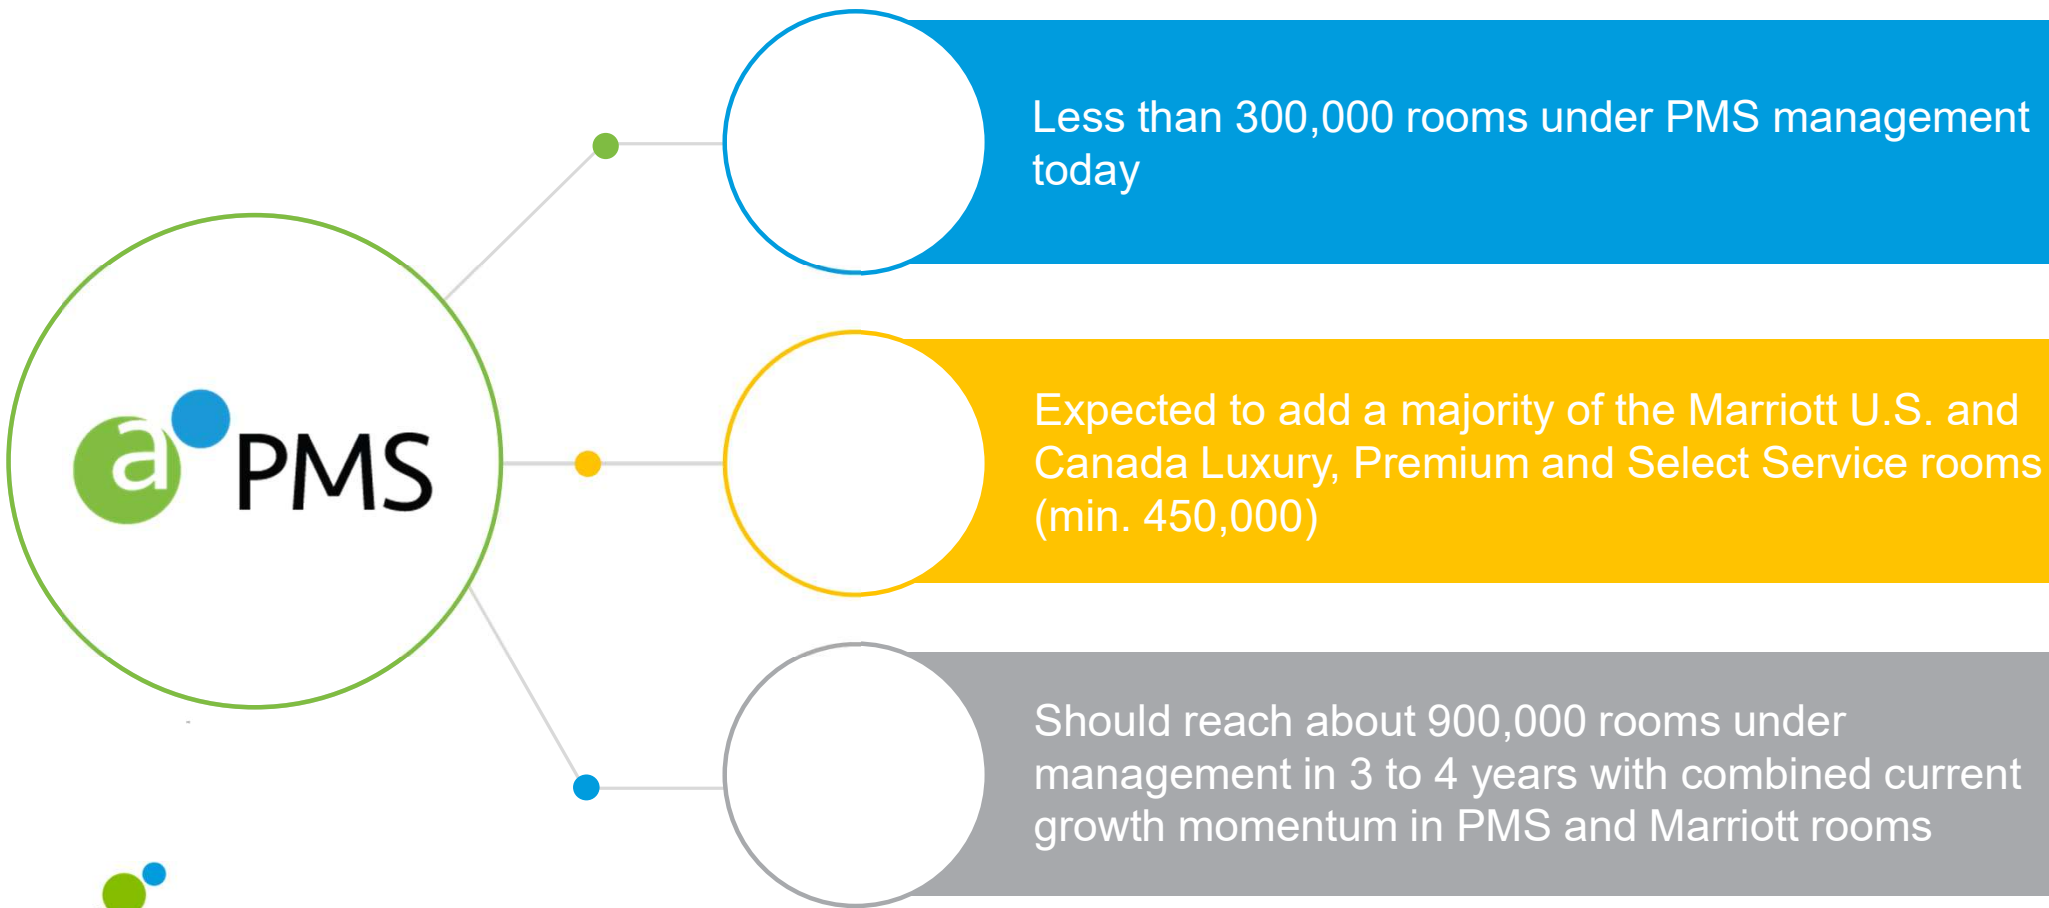 a PMS
Less than 300,000 rooms under PMS management
today
Expected to add a majority of the Marriott U.S. and
Canada Luxury, Premium and Select Service rooms
(min. 450,000)
Should reach about 900,000 rooms under
management in 3 to 4 years with combined current
growth momentum in PMS and Marriott rooms